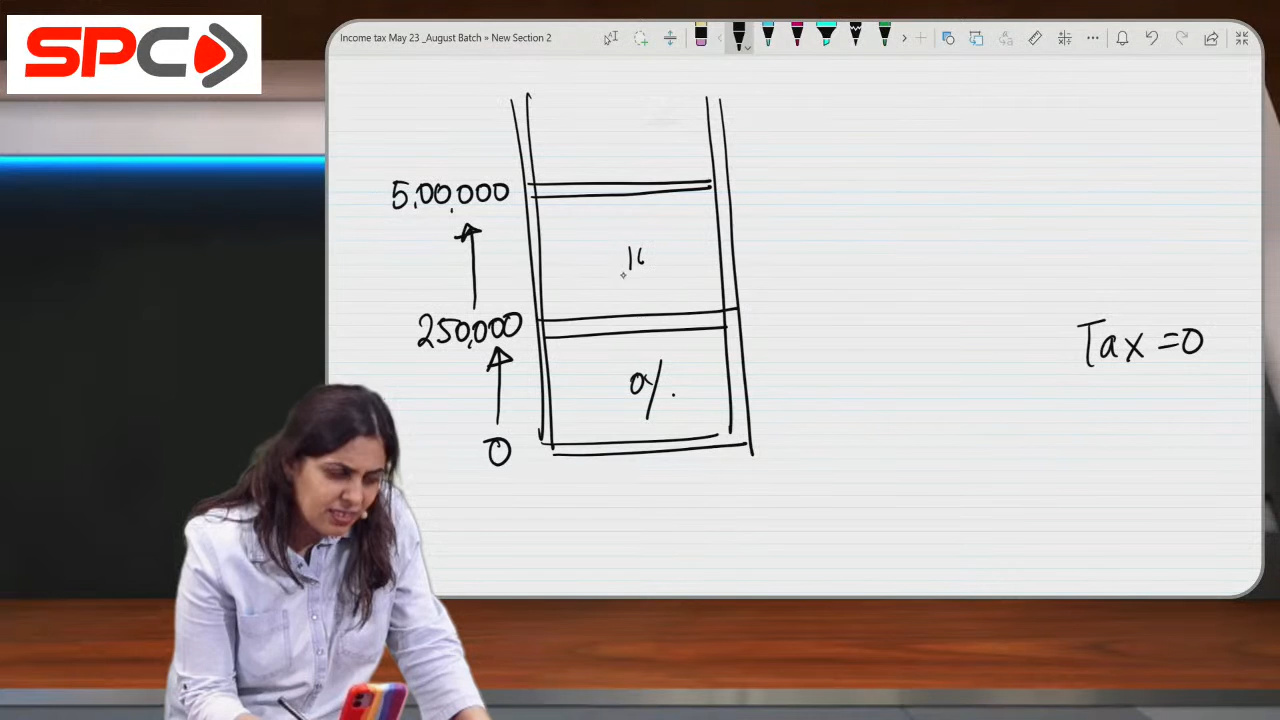 SPC
Income tax May 23 _August Batch » New Section 2
5,00,000
250,000
Tax =0
0%.
0